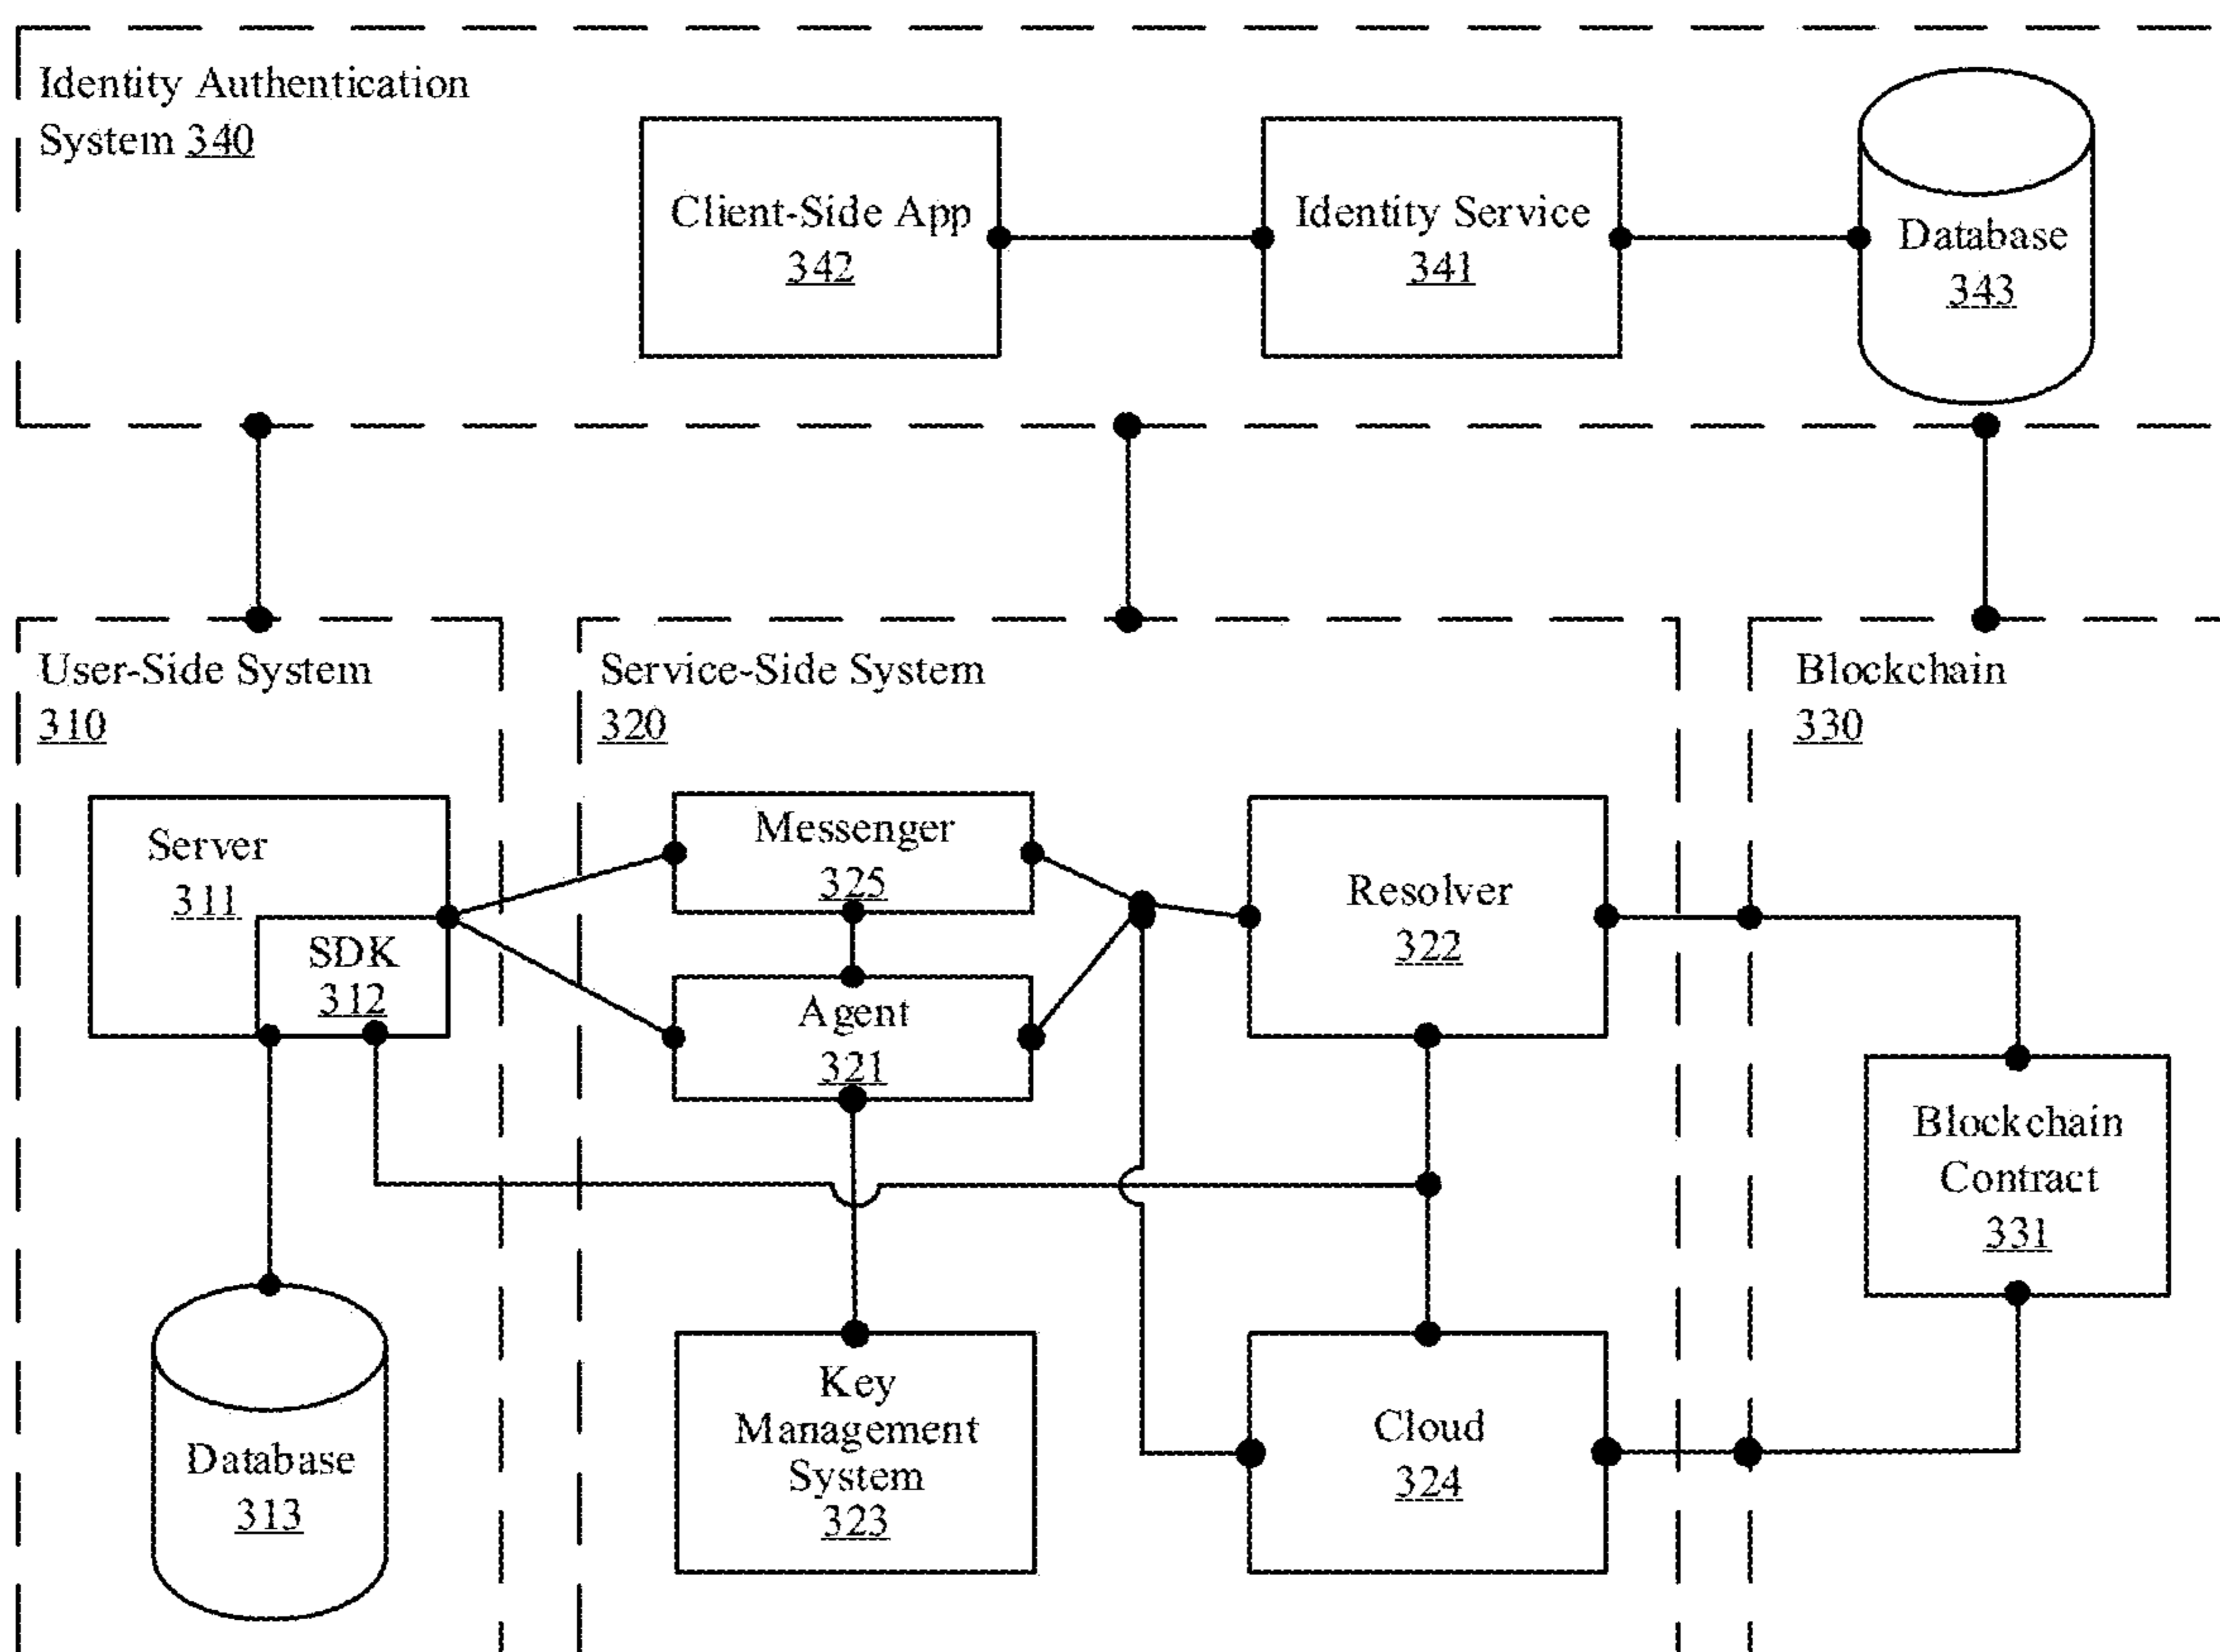 Identity Authentication
System 340
Client-Side App
342
Identity Service
341
Database
343
User-Side System
310
Server
311
SDK
312
Database
313
Service-Side System
320
Messenger
325
Agent
321
Key
Management
System
323
Resolver
322
Cloud
324
Blockchain
330
Blockchain
Contract
331